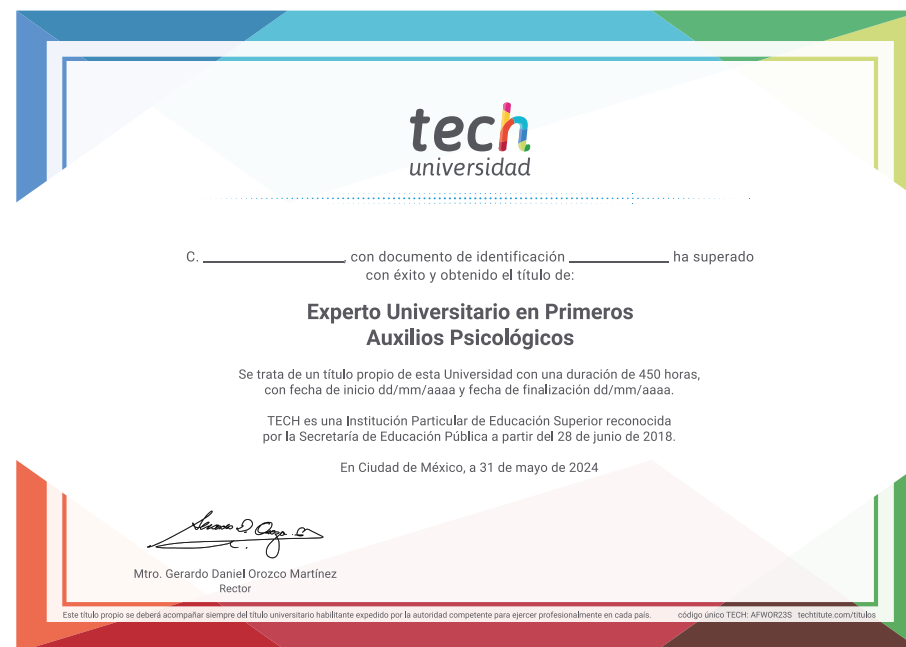 tech
universidad
C. ____________, con documento de identificación __________ ha superado
con éxito y obtenido el título de:
Experto Universitario en Primeros
Auxilios Psicológicos
Se trata de un título propio de esta Universidad con una duración de 450 horas,
con fecha de inicio dd/mm/aaaa y fecha de finalización dd/mm/aaaa.
TECH es una Institución Particular de Educación Superior reconocida
por la Secretaría de Educación Pública a partir del 28 de junio de 2018.
En Ciudad de México, a 31 de mayo de 2024
Mtro. Gerardo Daniel Orozco Martínez
Rector
Este título propio se deberá acompañar siempre del título universitario habilitante expedido por la autoridad competente para ejercer profesionalmente en cada país. código único TECH: AFWOR23S techtitute.com/titulos